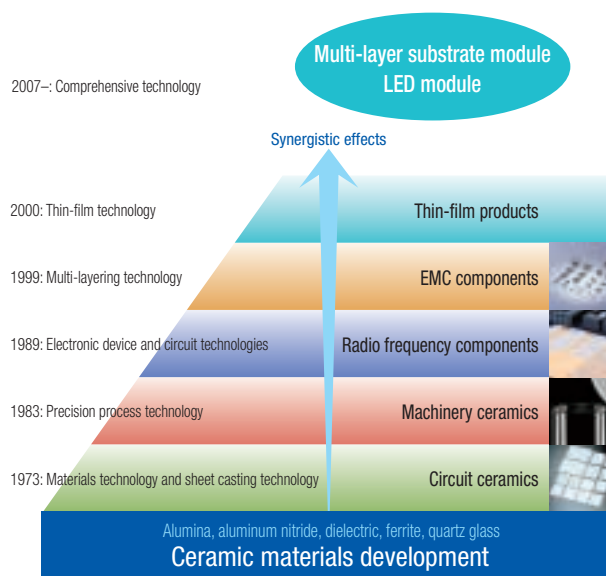 Multi-layer substrate module
LED module
2007–: Comprehensive technology
Synergistic effects
2000: Thin-film technology
Thin-film products
1999: Multi-layering technology
EMC components
1989: Electronic device and circuit technologies
Radio frequency components
1983: Precision process technology
Machinery ceramics
1973: Materials technology and sheet casting technology
Circuit ceramics
Alumina, aluminum nitride, dielectric, ferrite, quartz glass
Ceramic materials development